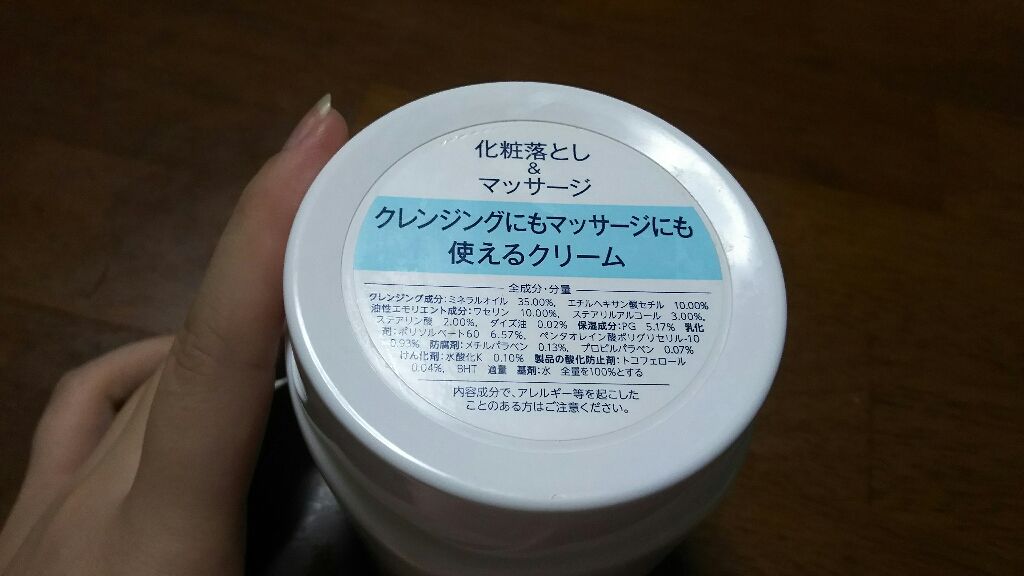 化粧落とし
&
マッサージ
クレンジングにもマッサージにも
使えるクリーム
全成分・分量
クレンジング成分:ミネラルオイル 35.00%、 エチルヘキサン酸セチル 10.00%
油性エモリエント成分:ワセリン 10.00%、 ステアリルアルコール 3.00%、
ステアリン酸 2.00%、 ダイズ油 0.02% 保湿成分:PG 5.17% 乳化
剤:ポリソルベート60 6.57%、 ペンタオレイン酸ポリグリセリル-10
0.93% 防腐剤:メチルパラベン 0.13%、 プロピルパラベン 0.07%
けん化剤:水酸化K 0.10% 製品の酸化防止剤:トコフェロール
0.04%、 BHT 適量 基剤:水 全量を100%とする
内容成分で、アレルギー等を起こした
ことのある方はご注意ください。